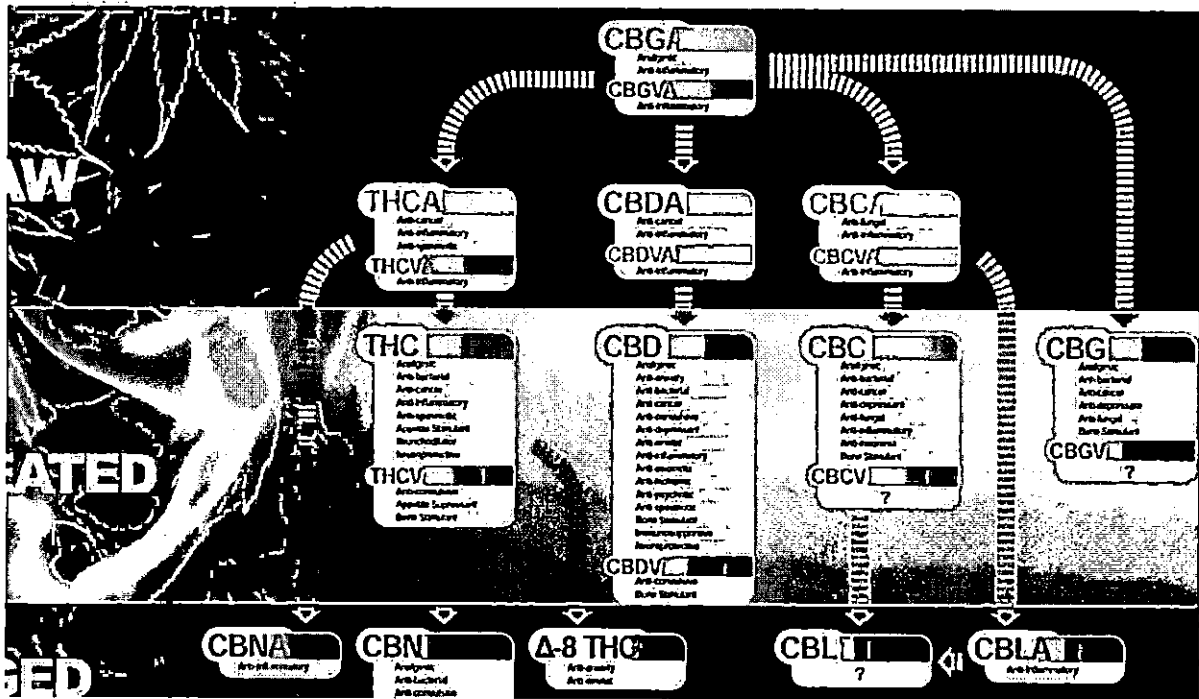 CBGA
Analgesic
Anti-inflammatory
CBGVA
Anti-inflammatory
AW
THCA
Anti-cancer
Anti-inflammatory
Anti-spasmodic
THCVA
Anti-inflammatory
CBDA
Anti-cancer
Anti-inflammatory
CBDVA
Anti-inflammatory
CBCA
Anti-fungal
Anti-inflammatory
CBCVA
Anti-inflammatory
EATED
THC
Analgesic
Anti-bacterial
Anti-cancer
Anti-inflammatory
Anti-spasmodic
Appetite Stimulant
Bronchodilator
Neuroprotective
THCV
Anti-convulsive
Appetite Suppressant
Bone Stimulant
CBD
Analgesic
Anti-anxiety
Anti-bacterial
Anti-cancer
Anti-convulsive
Anti-depressant
Anti-emetic
Anti-inflammatory
Anti-insomnia
Anti-ischemic
Anti-psychotic
Anti-spasmodic
Bone Stimulant
Immunosuppressive
Neuroprotective
CBDV
Anti-convulsive
Bone Stimulant
CBC
Analgesic
Anti-bacterial
Anti-cancer
Anti-depressant
Anti-fungal
Anti-inflammatory
Anti-insomnia
Bone Stimulant
CBCV
?
CBG
Analgesic
Anti-bacterial
Anti-cancer
Anti-depressant
Anti-fungal
Bone Stimulant
CBGV
?
GED
CBNA
Anti-inflammatory
CBN
Analgesic
Anti-bacterial
Anti-convulsive
Δ-8 THC
Anti-anxiety
Anti-emetic
CBL
?
CBLA
Anti-inflammatory